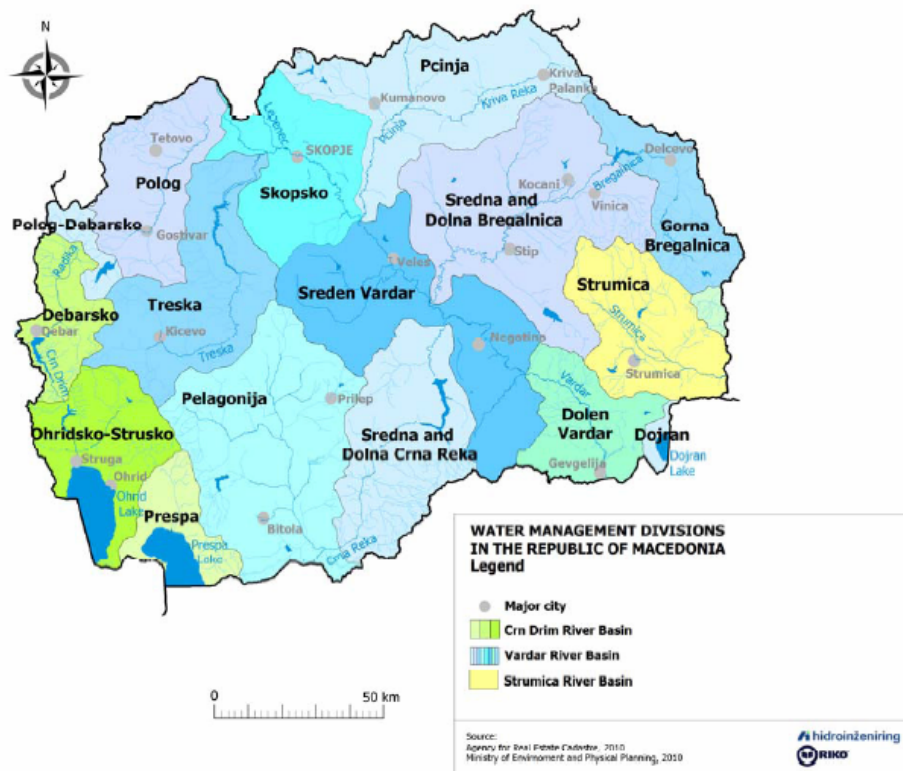 N
Pcinja
Kriva
Palanka
Kumanovo
Kriva Reka
Pcinja
Lepenec
Tetovo
SKOPJE
Delcevo
Polog
Skopsko
Kocani
Bregalnica
Vinica
Sredna and
Dolna Bregalnica
Polog-Debarsko
Gostivar
Gorna
Bregalnica
Radika
Stip
Veles
Treska
Sreden Vardar
Strumica
Debarsko
Debar
Kicevo
Treska
Negotino
Strumica
Crn Drim
Strumica
Vardar
Pelagonija
Prilep
Dolen
Vardar
Dojran
Sredna and
Dolna Crna Reka
Ohridsko-Strusko
Struga
Ohrid
Ohrid
Lake
Gevgelija
Dojran
Lake
Prespa
Bitola
Prespa
Lake
Crna Reka
WATER MANAGEMENT DIVISIONS
IN THE REPUBLIC OF MACEDONIA
Legend
Major city
Crn Drim River Basin
Vardar River Basin
Strumica River Basin
0 50 km
Source:
Agency for Real Estate Cadastre, 2010
Ministry of Environment and Physical Planning, 2010
hidroinženiring
RIKO